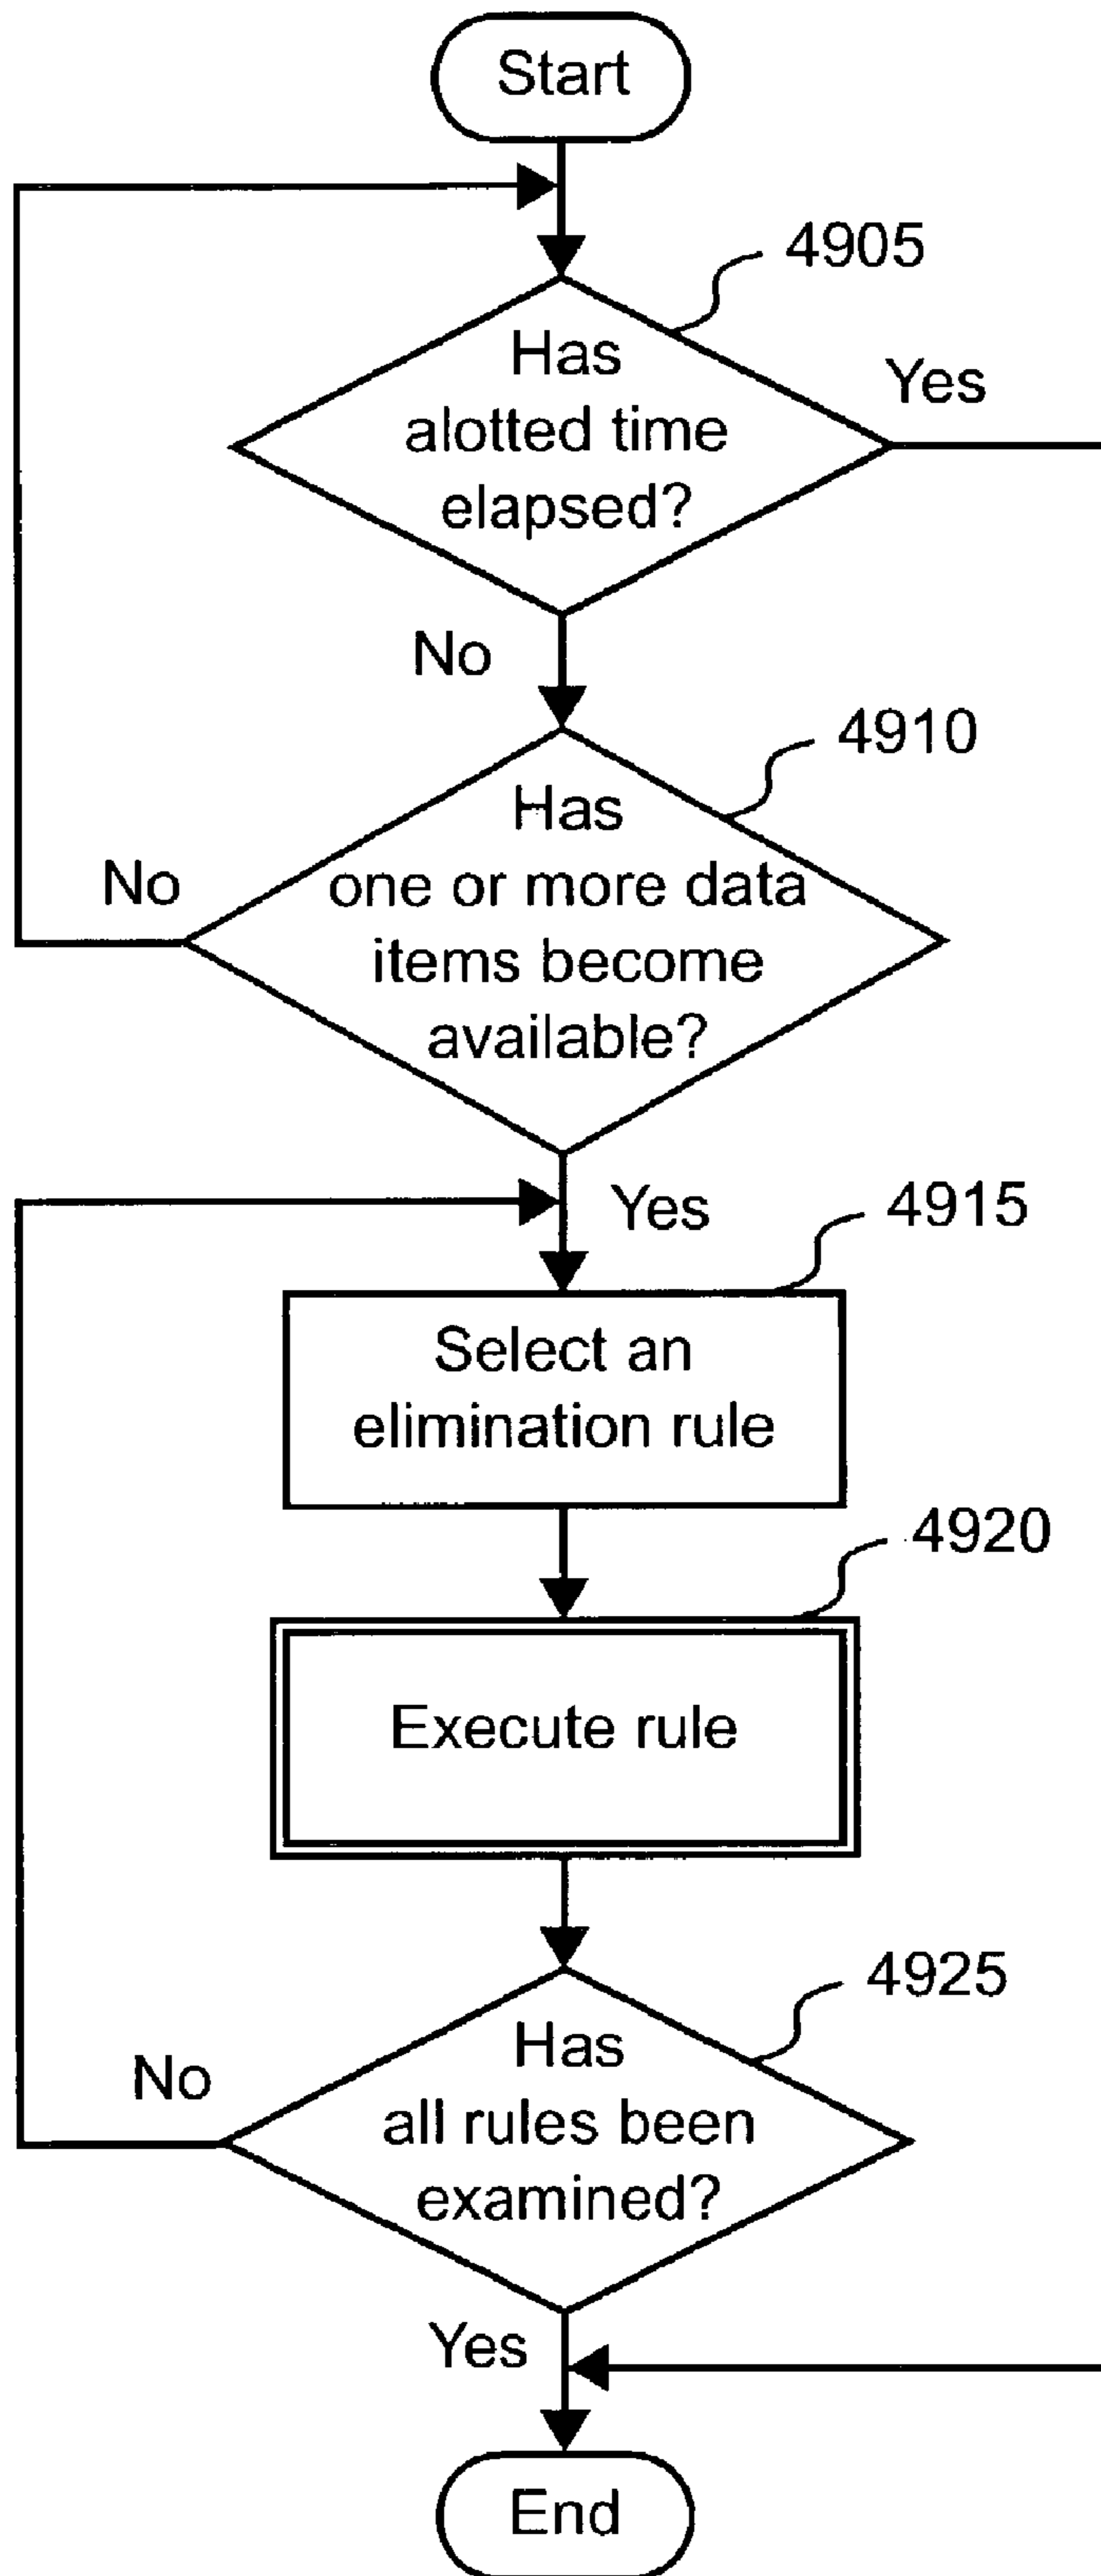 Start
4905
Has
alotted time
elapsed?
Yes
No
4910
Has
one or more data
items become
available?
No
Yes
4915
Select an
elimination rule
4920
Execute rule
4925
Has
all rules been
examined?
No
Yes
End